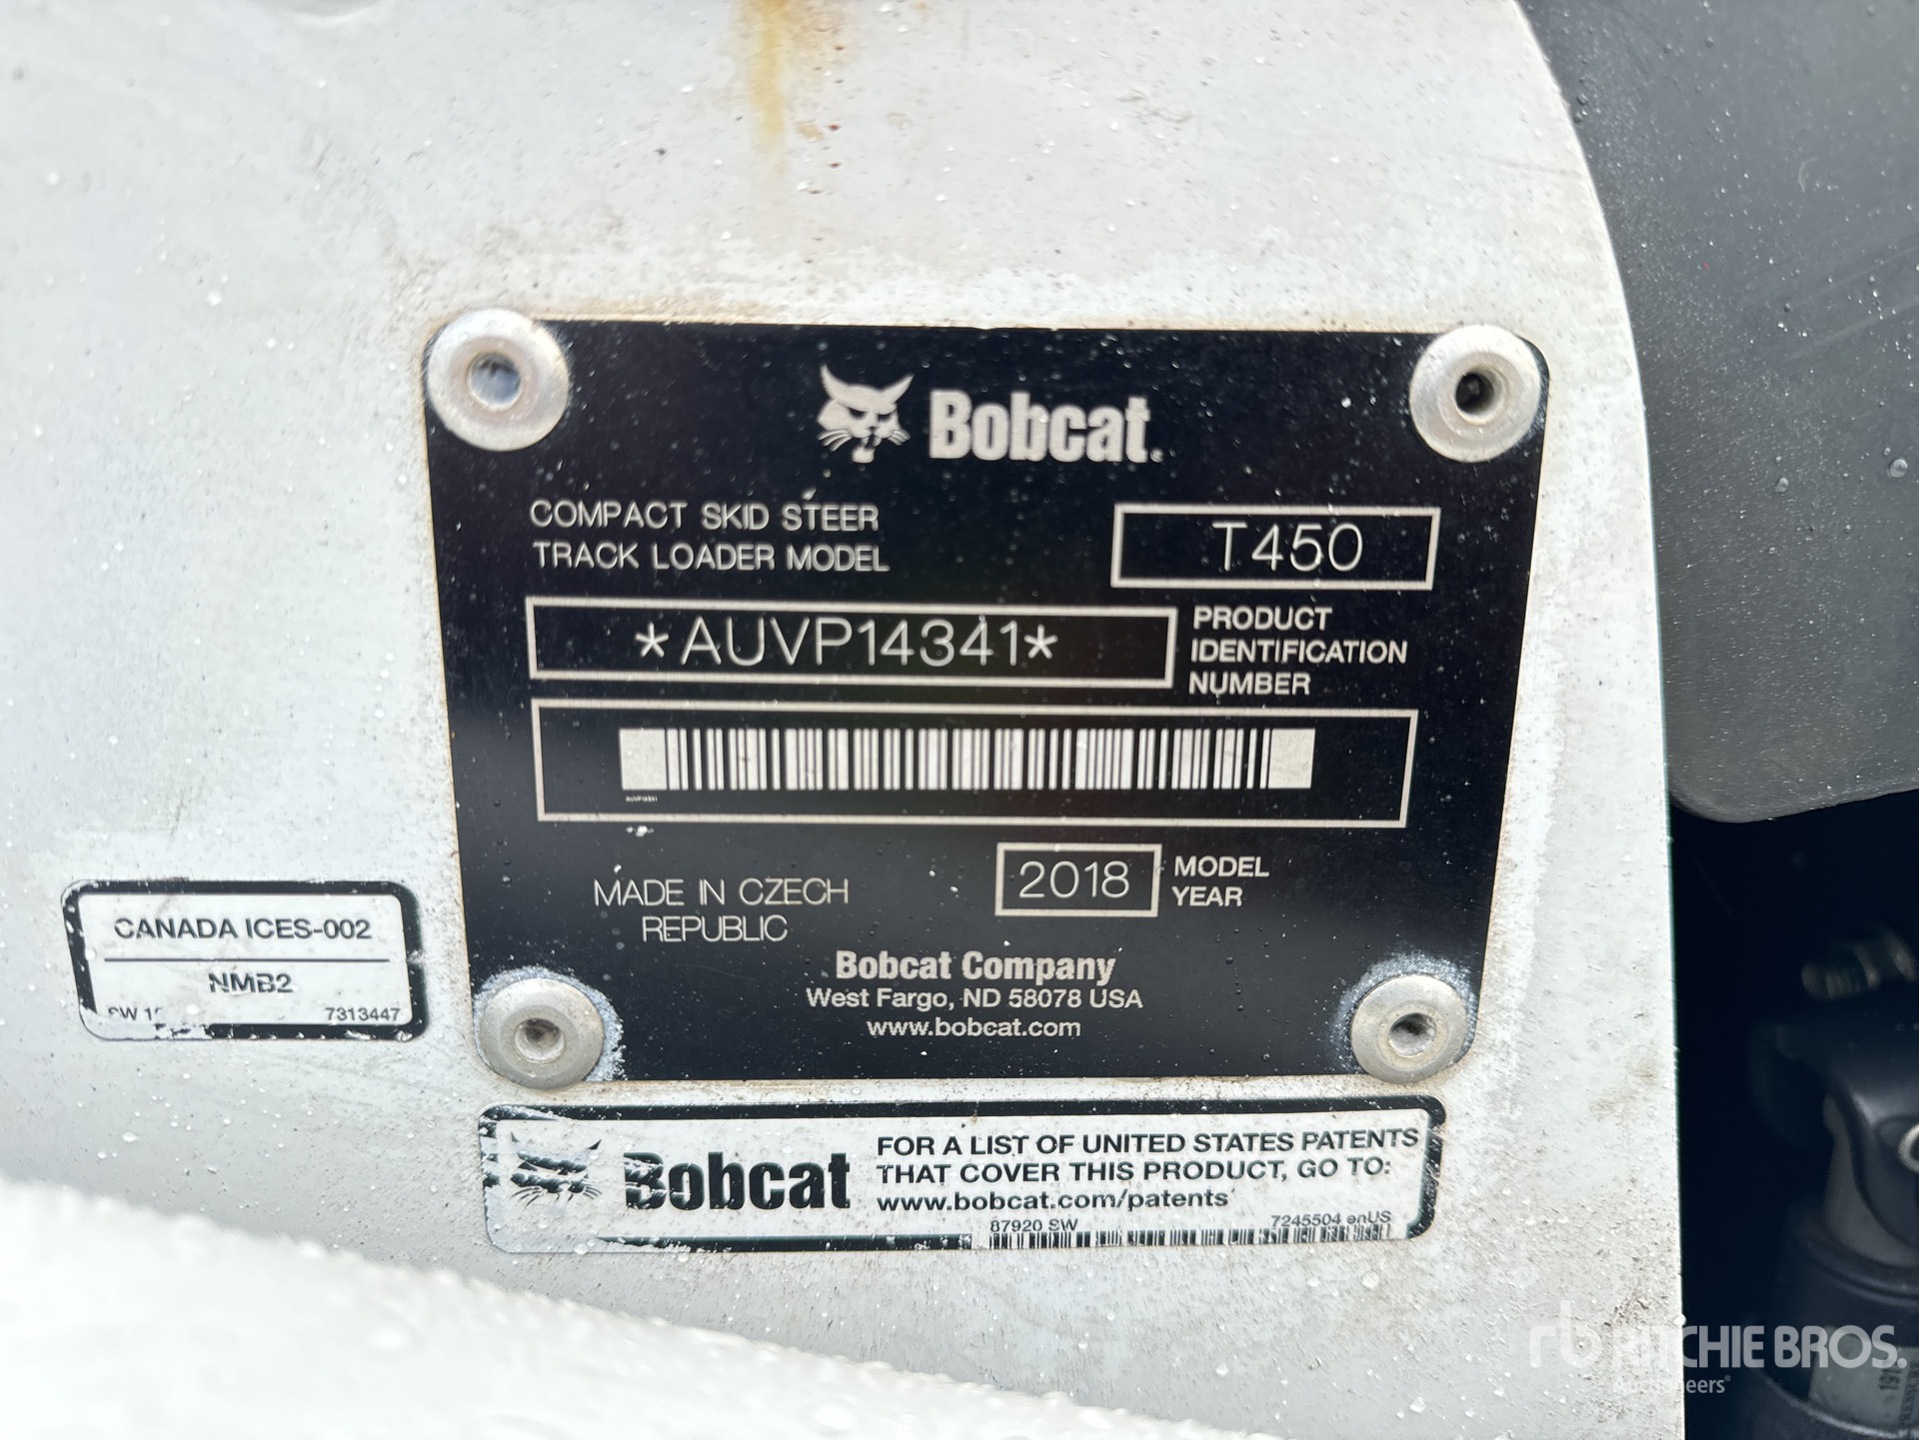 Bobcat
COMPACT SKID STEER
TRACK LOADER MODEL
T450
*AUVP14341*
PRODUCT
IDENTIFICATION
NUMBER
AUVP14341
MADE IN CZECH
REPUBLIC
2018
MODEL
YEAR
Bobcat Company
West Fargo, ND 58078 USA
www.bobcat.com
CANADA ICES-002
NMB2
7313447
Bobcat
FOR A LIST OF UNITED STATES PATENTS
THAT COVER THIS PRODUCT, GO TO:
www.bobcat.com/patents
87920 SW
7245504 enUS
rb RITCHIE BROS.
Auctioneers